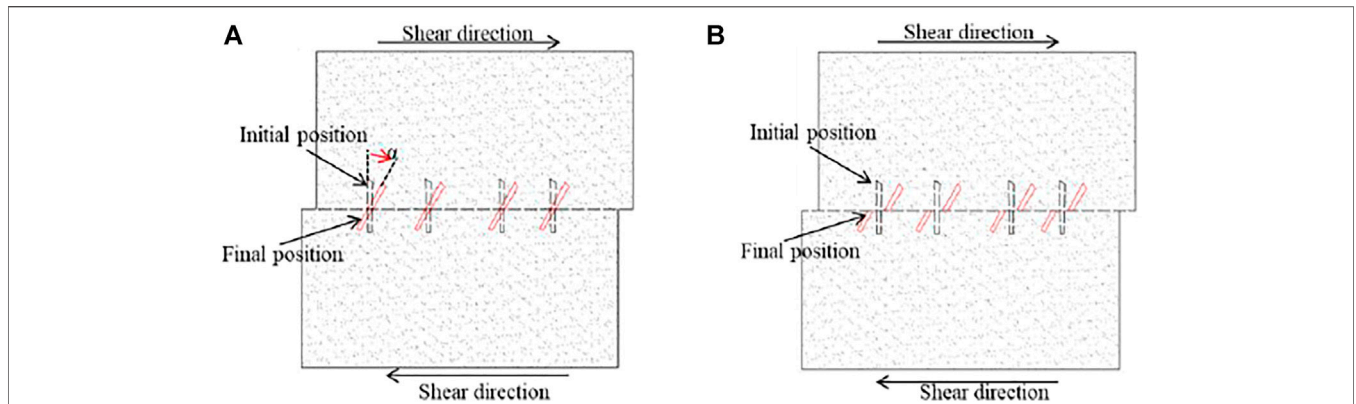 A
Shear direction
Initial position
α
Final position
Shear direction
B
Shear direction
Initial position
Final position
Shear direction